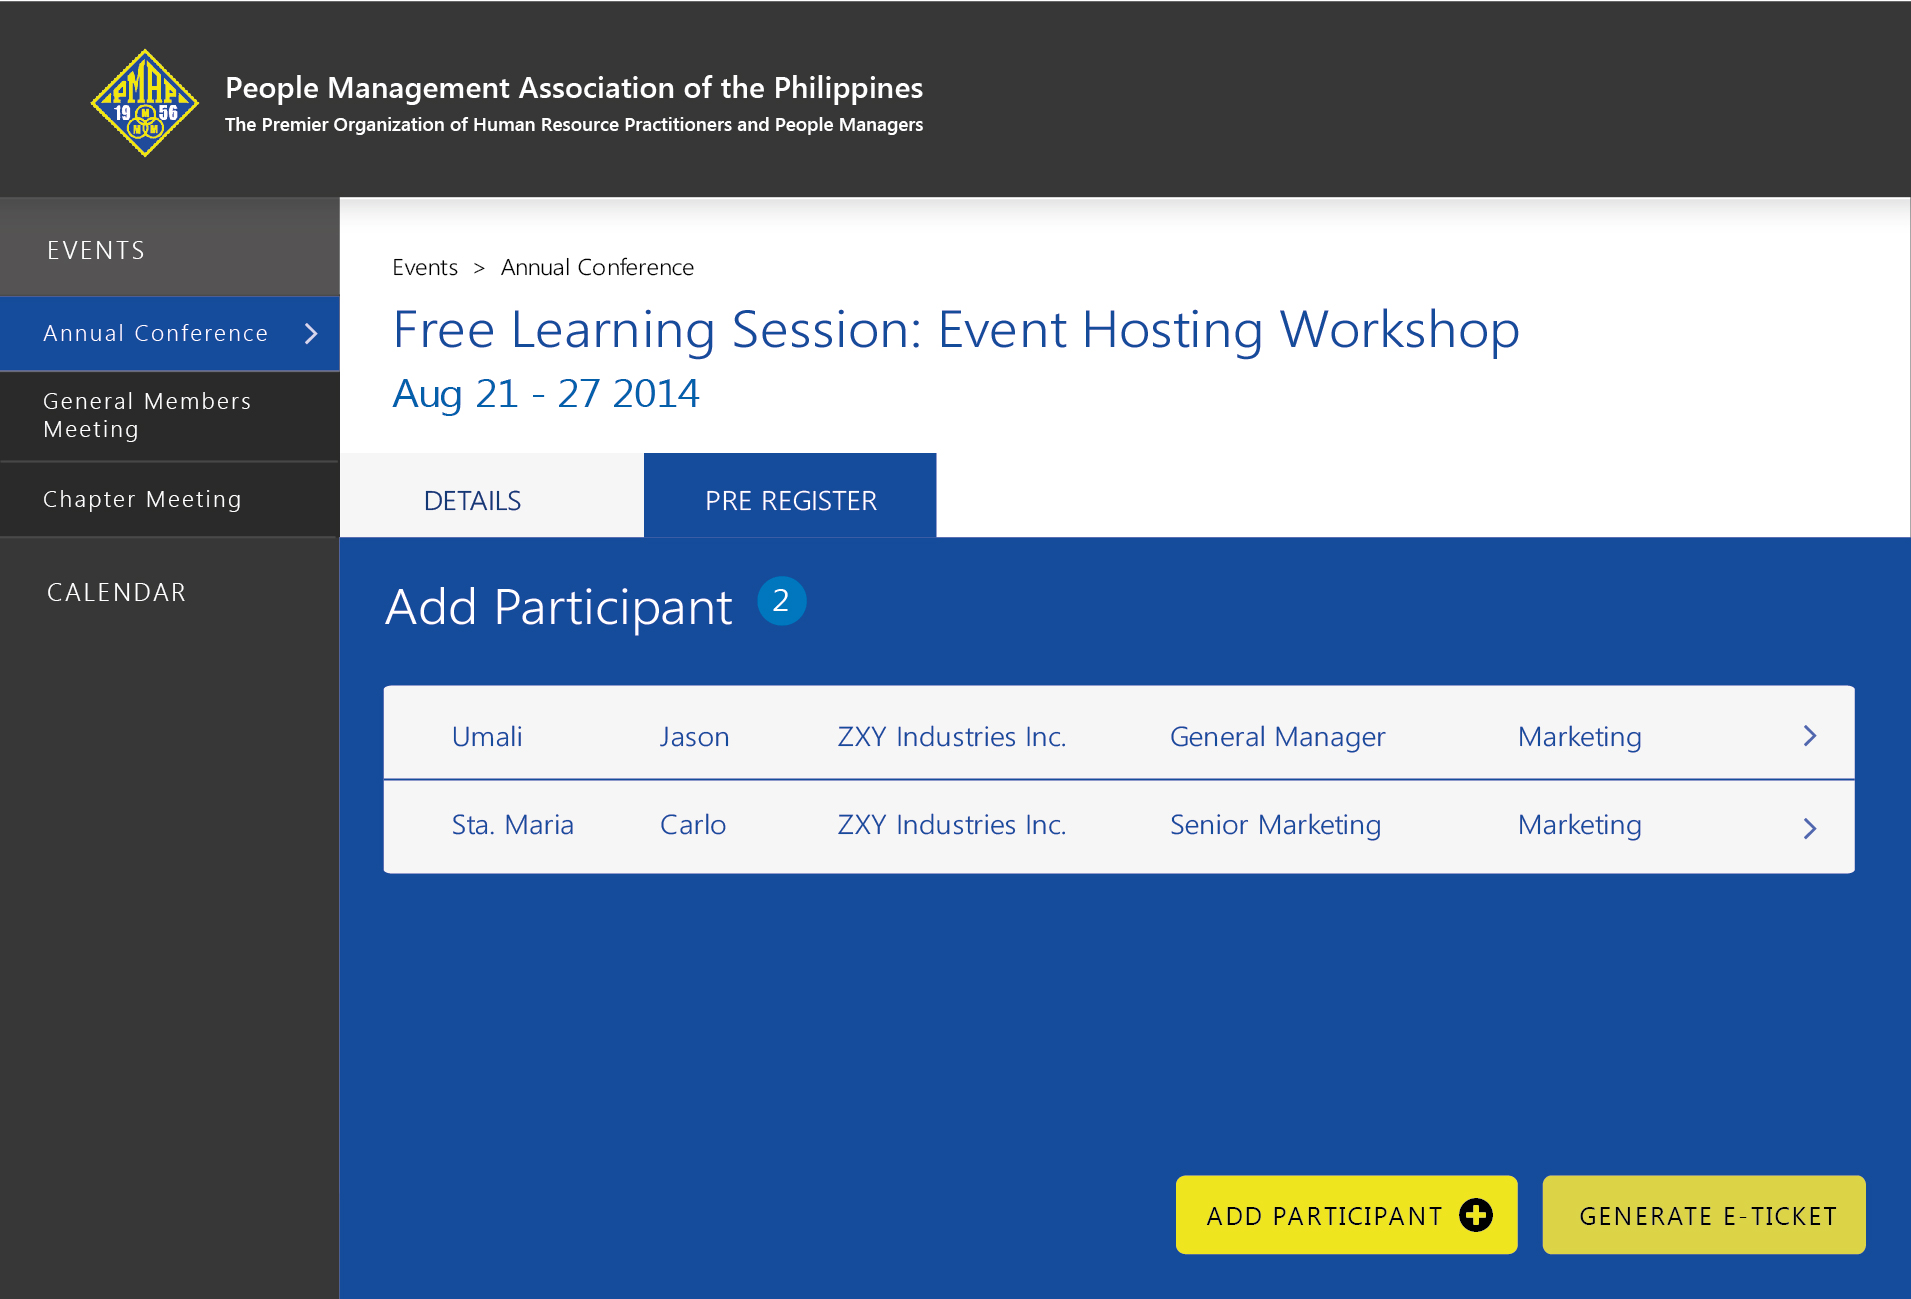 PMAP
19 M 56
M M
People Management Association of the Philippines
The Premier Organization of Human Resource Practitioners and People Managers
EVENTS
Annual Conference
General Members
Meeting
Chapter Meeting
CALENDAR
Events > Annual Conference
Free Learning Session: Event Hosting Workshop
Aug 21 - 27 2014
DETAILS PRE REGISTER
Add Participant 2
Umali Jason ZXY Industries Inc. General Manager Marketing
Sta. Maria Carlo ZXY Industries Inc. Senior Marketing Marketing
ADD PARTICIPANT GENERATE E-TICKET